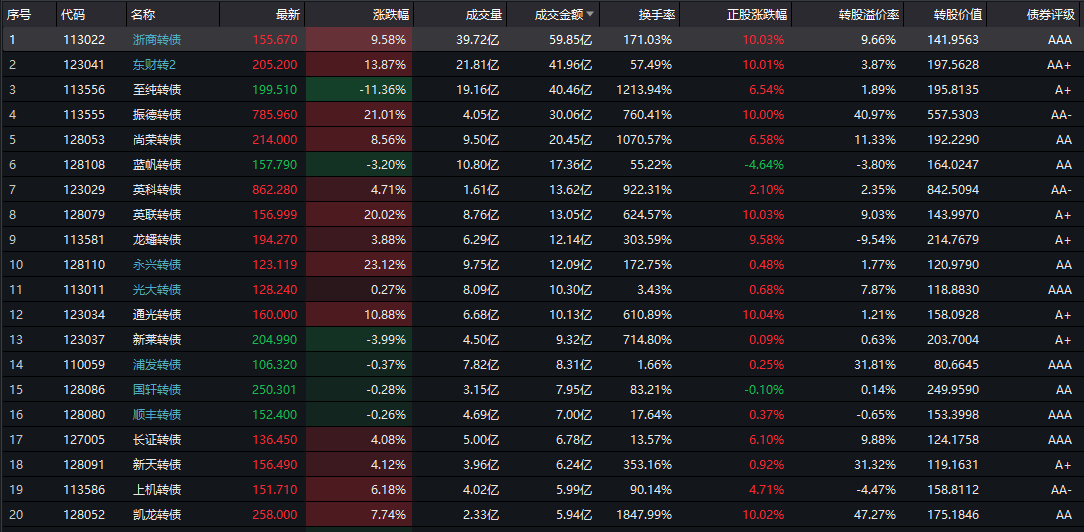 序号 代码 名称 最新 涨跌幅 成交量 成交金额 换手率 正股涨跌幅 转股溢价率 转股价值 债券评级
1 113022 浙商转债 155.670 9.58% 39.72亿 59.85亿 171.03% 10.03% 9.66% 141.9563 AAA
2 123041 东财转2 205.200 13.87% 21.81亿 41.96亿 57.49% 10.01% 3.87% 197.5628 AA+
3 113556 至纯转债 199.510 -11.36% 19.16亿 40.46亿 1213.94% 6.54% 1.89% 195.8135 A+
4 113555 振德转债 785.960 21.01% 4.05亿 30.06亿 760.41% 10.00% 40.97% 557.5303 AA-
5 128053 尚荣转债 214.000 8.56% 9.50亿 20.45亿 1070.57% 6.58% 11.33% 192.2290 AA
6 128108 蓝帆转债 157.790 -3.20% 10.80亿 17.36亿 55.22% -4.64% -3.80% 164.0247 AA
7 123029 英科转债 862.280 4.71% 1.61亿 13.62亿 922.31% 2.10% 2.35% 842.5094 AA-
8 128079 英联转债 156.999 20.02% 8.76亿 13.05亿 624.57% 10.03% 9.03% 143.9970 A+
9 113581 龙蟠转债 194.270 3.88% 6.29亿 12.14亿 303.59% 9.58% -9.54% 214.7679 A+
10 128110 永兴转债 123.119 23.12% 9.75亿 12.09亿 172.75% 0.48% 1.77% 120.9790 AA
11 113011 光大转债 128.240 0.27% 8.09亿 10.30亿 3.43% 0.68% 7.87% 118.8830 AAA
12 123034 通光转债 160.000 10.88% 6.68亿 10.13亿 610.89% 10.04% 1.21% 158.0928 A+
13 123037 新莱转债 204.990 -3.99% 4.50亿 9.32亿 714.80% 0.09% 0.63% 203.7004 A+
14 110059 浦发转债 106.320 -0.37% 7.82亿 8.31亿 1.66% 0.25% 31.81% 80.6645 AAA
15 128086 国轩转债 250.301 -0.28% 3.15亿 7.95亿 83.21% -0.10% 0.14% 249.9590 AA
16 128080 顺丰转债 152.400 -0.26% 4.69亿 7.00亿 17.64% 0.37% -0.65% 153.3998 AAA
17 127005 长证转债 136.450 4.08% 5.00亿 6.78亿 13.57% 6.10% 9.88% 124.1758 AAA
18 128091 新天转债 156.490 4.12% 3.96亿 6.24亿 353.16% 0.92% 31.32% 119.1631 A+
19 113586 上机转债 151.710 6.18% 4.02亿 5.99亿 90.14% 4.71% -4.47% 158.8112 AA-
20 128052 凯龙转债 258.000 7.74% 2.33亿 5.94亿 1847.99% 10.02% 47.27% 175.1846 AA